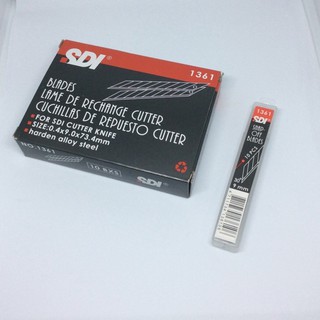 SDI®
1361
BLADES
LAME DE RECHANGE CUTTER
CUCHILLAS DE REPUESTO CUTTER
FOR SDI CUTTER KNIFE
SIZE:0.4x9.0x73.4mm
harden alloy steel
NO.1361
1361
SDI
SNAP
OFF
BLADES
30°
9 mm